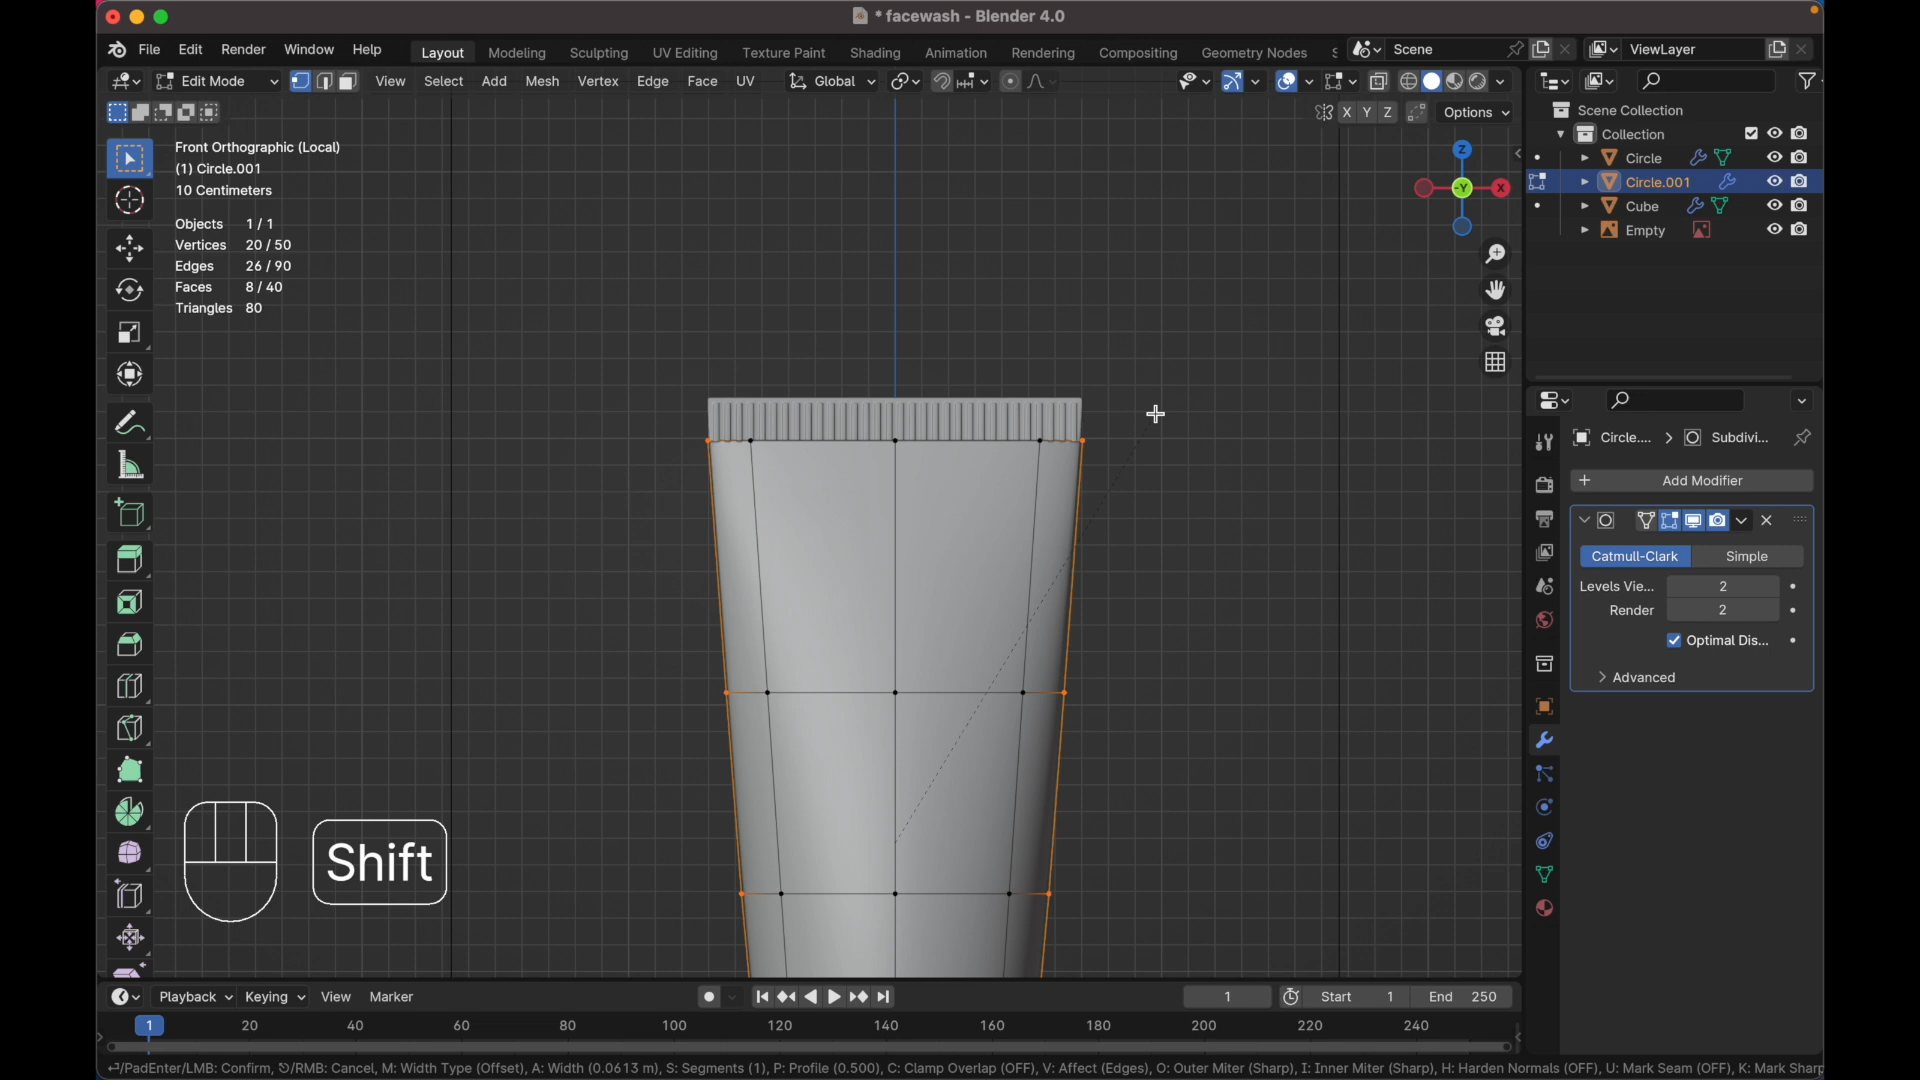 * facewash - Blender 4.0
File Edit Render Window Help
Layout Modeling Sculpting UV Editing Texture Paint Shading Animation Rendering Compositing Geometry Nodes
Scene
ViewLayer
Edit Mode
View Select Add Mesh Vertex Edge Face UV
Global
X Y Z
Options
Front Orthographic (Local)
(1) Circle.001
10 Centimeters
Objects 1 / 1
Vertices 20 / 50
Edges 26 / 90
Faces 8 / 40
Triangles 80
Z
-Y
X
Scene Collection
Collection
Circle
Circle.001
Cube
Empty
Circle.... > Subdivi...
+ Add Modifier
Catmull-Clark Simple
Levels Vie... 2
Render 2
Optimal Dis...
> Advanced
Shift
Playback Keying View Marker
1
Start 1
End 250
1 20 40 60 80 100 120 140 160 180 200 220 240
/PadEnter/LMB: Confirm, /RMB: Cancel, M: Width Type (Offset), A: Width (0.0613 m), S: Segments (1), P: Profile (0.500), C: Clamp Overlap (OFF), V: Affect (Edges), O: Outer Miter (Sharp), I: Inner Miter (Sharp), H: Harden Normals (OFF), U: Mark Seam (OFF), K: Mark Sharp